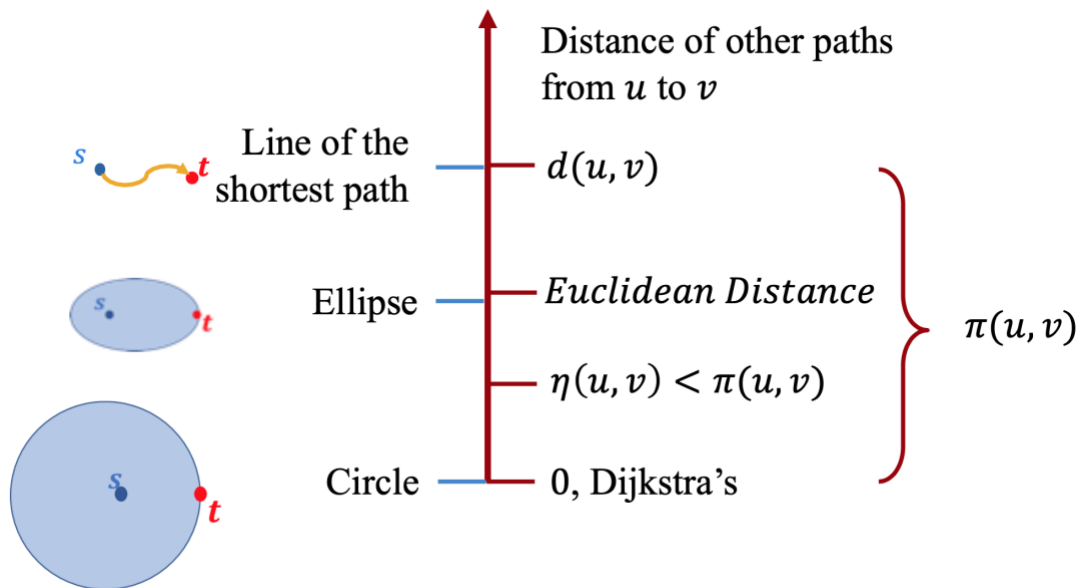 Distance of other paths
from u to v
s
t
Line of the
shortest path
d(u, v)
s
t
Ellipse
Euclidean Distance
π(u, v)
η(u, v) < π(u, v)
s
t
Circle
0, Dijkstra’s